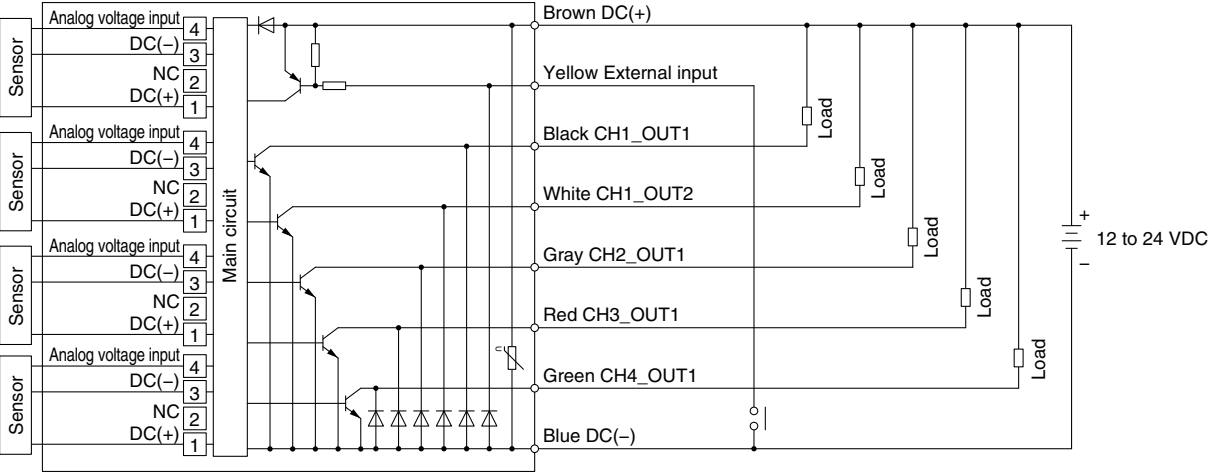 Sensor
Analog voltage input 4
DC(−) 3
NC 2
DC(+) 1
Sensor
Analog voltage input 4
DC(−) 3
NC 2
DC(+) 1
Sensor
Analog voltage input 4
DC(−) 3
NC 2
DC(+) 1
Sensor
Analog voltage input 4
DC(−) 3
NC 2
DC(+) 1
Main circuit
U
Brown DC(+)
Yellow External input
Black CH1_OUT1
White CH1_OUT2
Gray CH2_OUT1
Red CH3_OUT1
Green CH4_OUT1
Blue DC(−)
Load
Load
Load
Load
Load
+
12 to 24 VDC
−